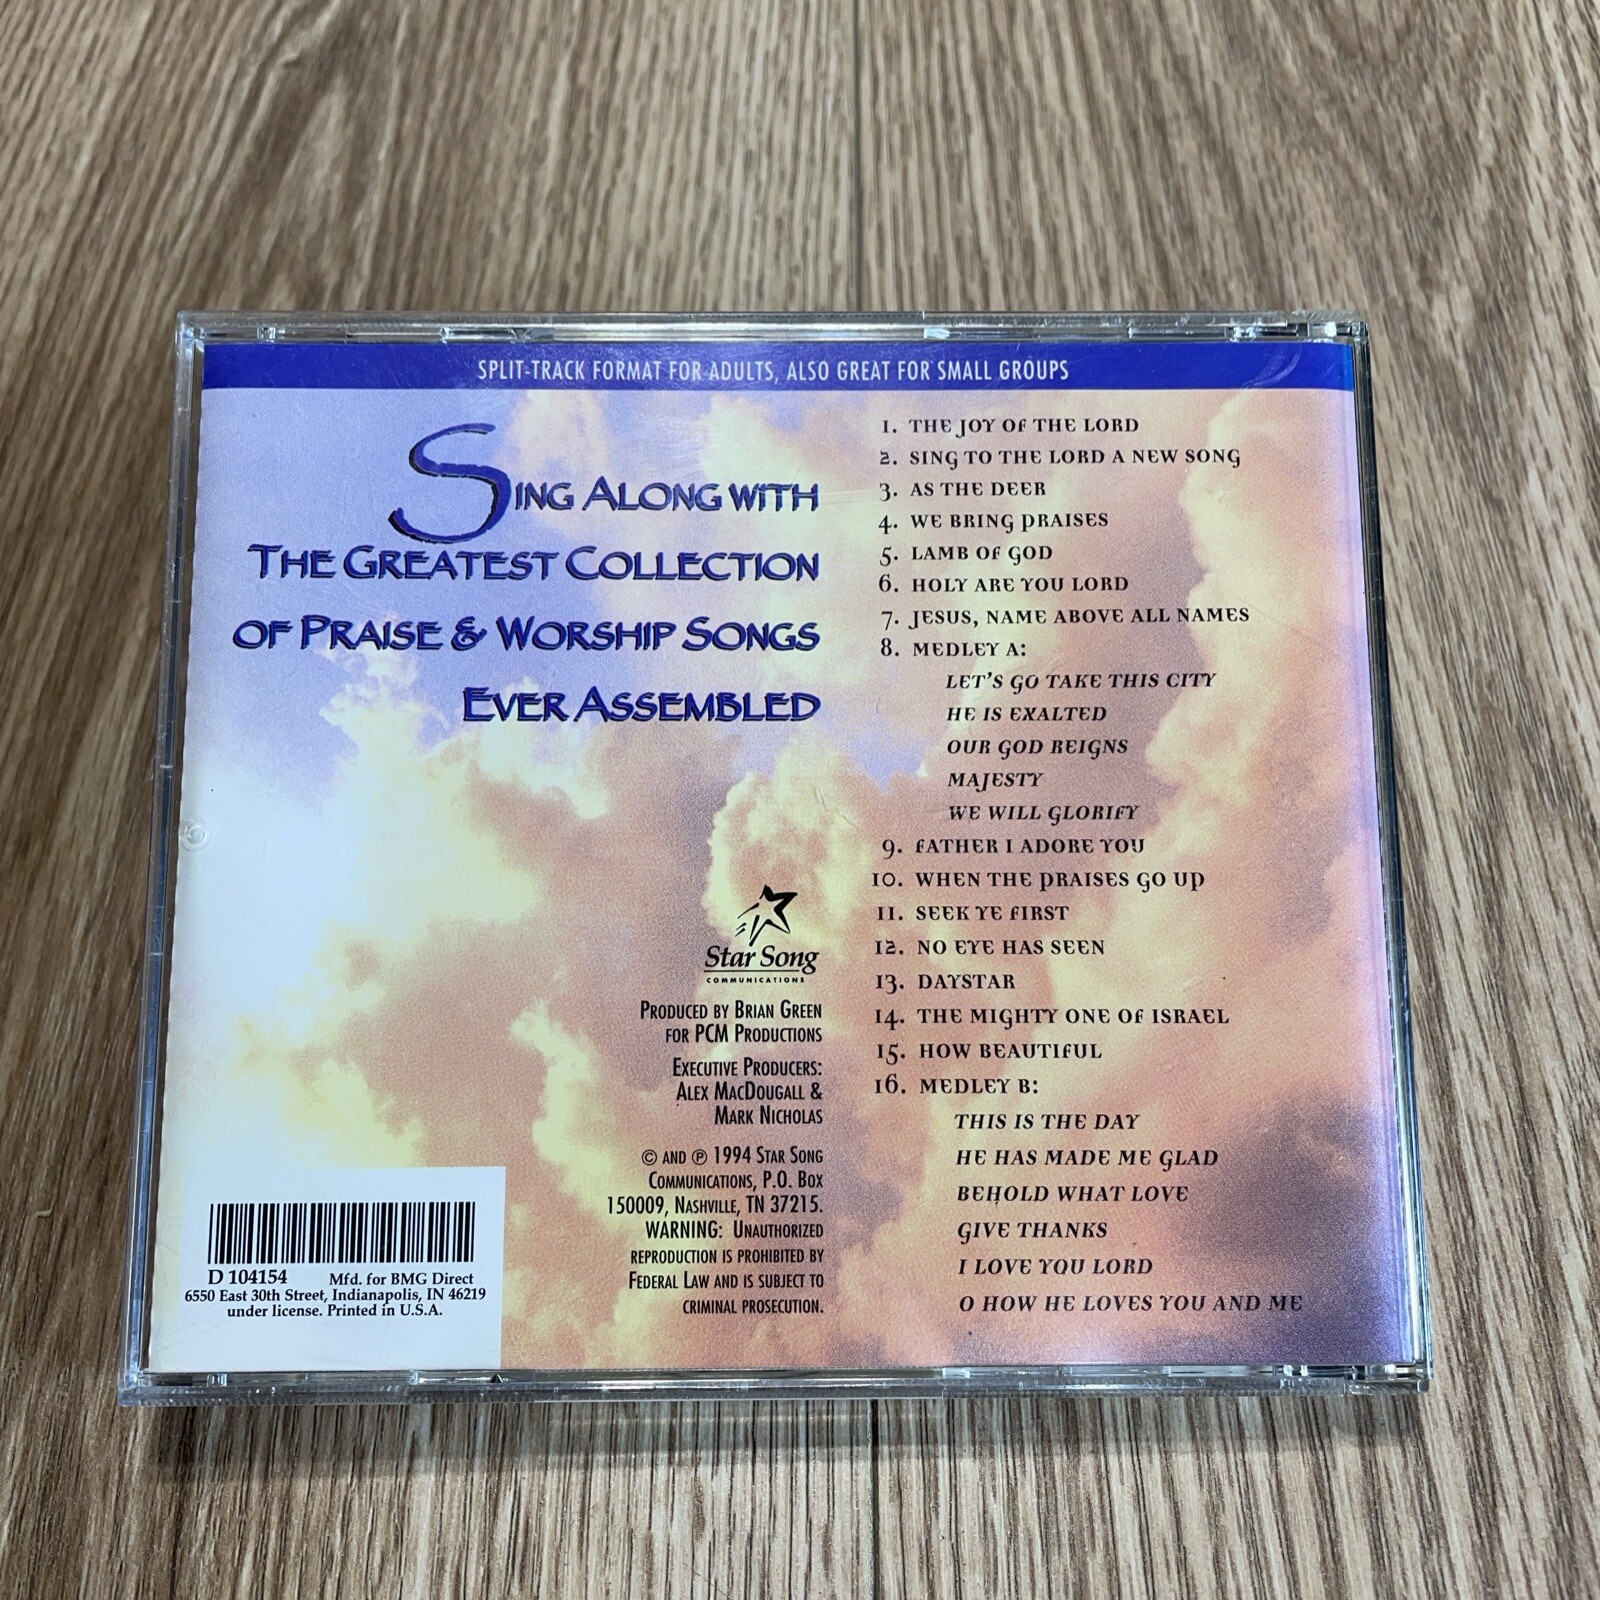 SPLIT-TRACK FORMAT FOR ADULTS, ALSO GREAT FOR SMALL GROUPS
SING ALONG WITH
THE GREATEST COLLECTION
OF PRAISE & WORSHIP SONGS
EVER ASSEMBLED
1. THE JOY OF THE LORD
2. SING TO THE LORD A NEW SONG
3. AS THE DEER
4. WE BRING PRAISES
5. LAMB OF GOD
6. HOLY ARE YOU LORD
7. JESUS, NAME ABOVE ALL NAMES
8. MEDLEY A:
LET'S GO TAKE THIS CITY
HE IS EXALTED
OUR GOD REIGNS
MAJESTY
WE WILL GLORIFY
9. FATHER I ADORE YOU
10. WHEN THE PRAISES GO UP
11. SEEK YE FIRST
12. NO EYE HAS SEEN
13. DAYSTAR
14. THE MIGHTY ONE OF ISRAEL
15. HOW BEAUTIFUL
16. MEDLEY B:
THIS IS THE DAY
HE HAS MADE ME GLAD
BEHOLD WHAT LOVE
GIVE THANKS
I LOVE YOU LORD
O HOW HE LOVES YOU AND ME
Star Song
COMMUNICATIONS
PRODUCED BY BRIAN GREEN
FOR PCM PRODUCTIONS
EXECUTIVE PRODUCERS:
ALEX MACDOUGALL &
MARK NICHOLAS
© AND ℗ 1994 STAR SONG
COMMUNICATIONS, P.O. BOX
150009, NASHVILLE, TN 37215.
WARNING: UNAUTHORIZED
REPRODUCTION IS PROHIBITED BY
FEDERAL LAW AND IS SUBJECT TO
CRIMINAL PROSECUTION.
D 104154 Mfd. for BMG Direct
6550 East 30th Street, Indianapolis, IN 46219
under license. Printed in U.S.A.